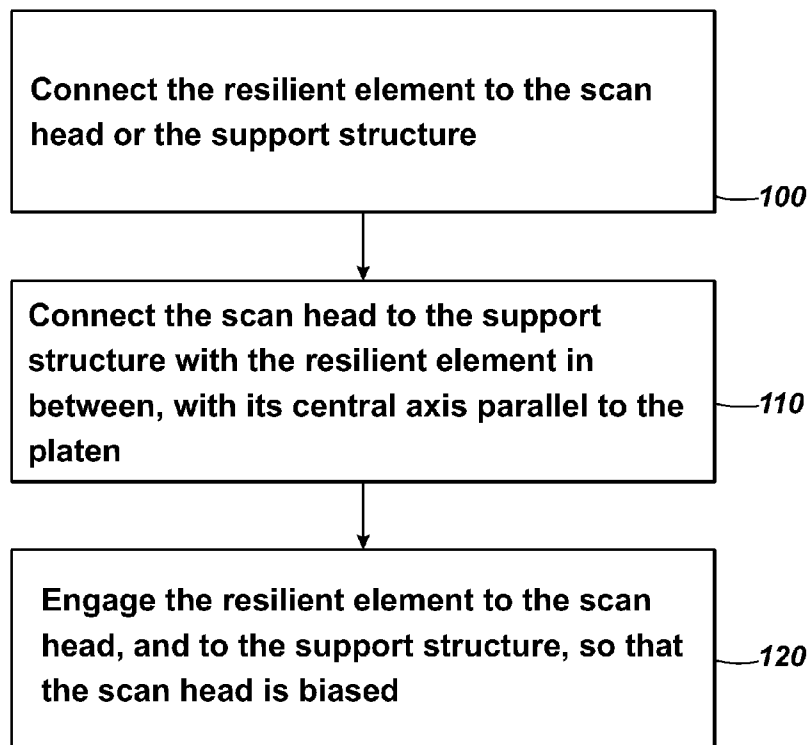 Connect the resilient element to the scan
head or the support structure
100
Connect the scan head to the support
structure with the resilient element in
between, with its central axis parallel to the
platen
110
Engage the resilient element to the scan
head, and to the support structure, so that
the scan head is biased
120